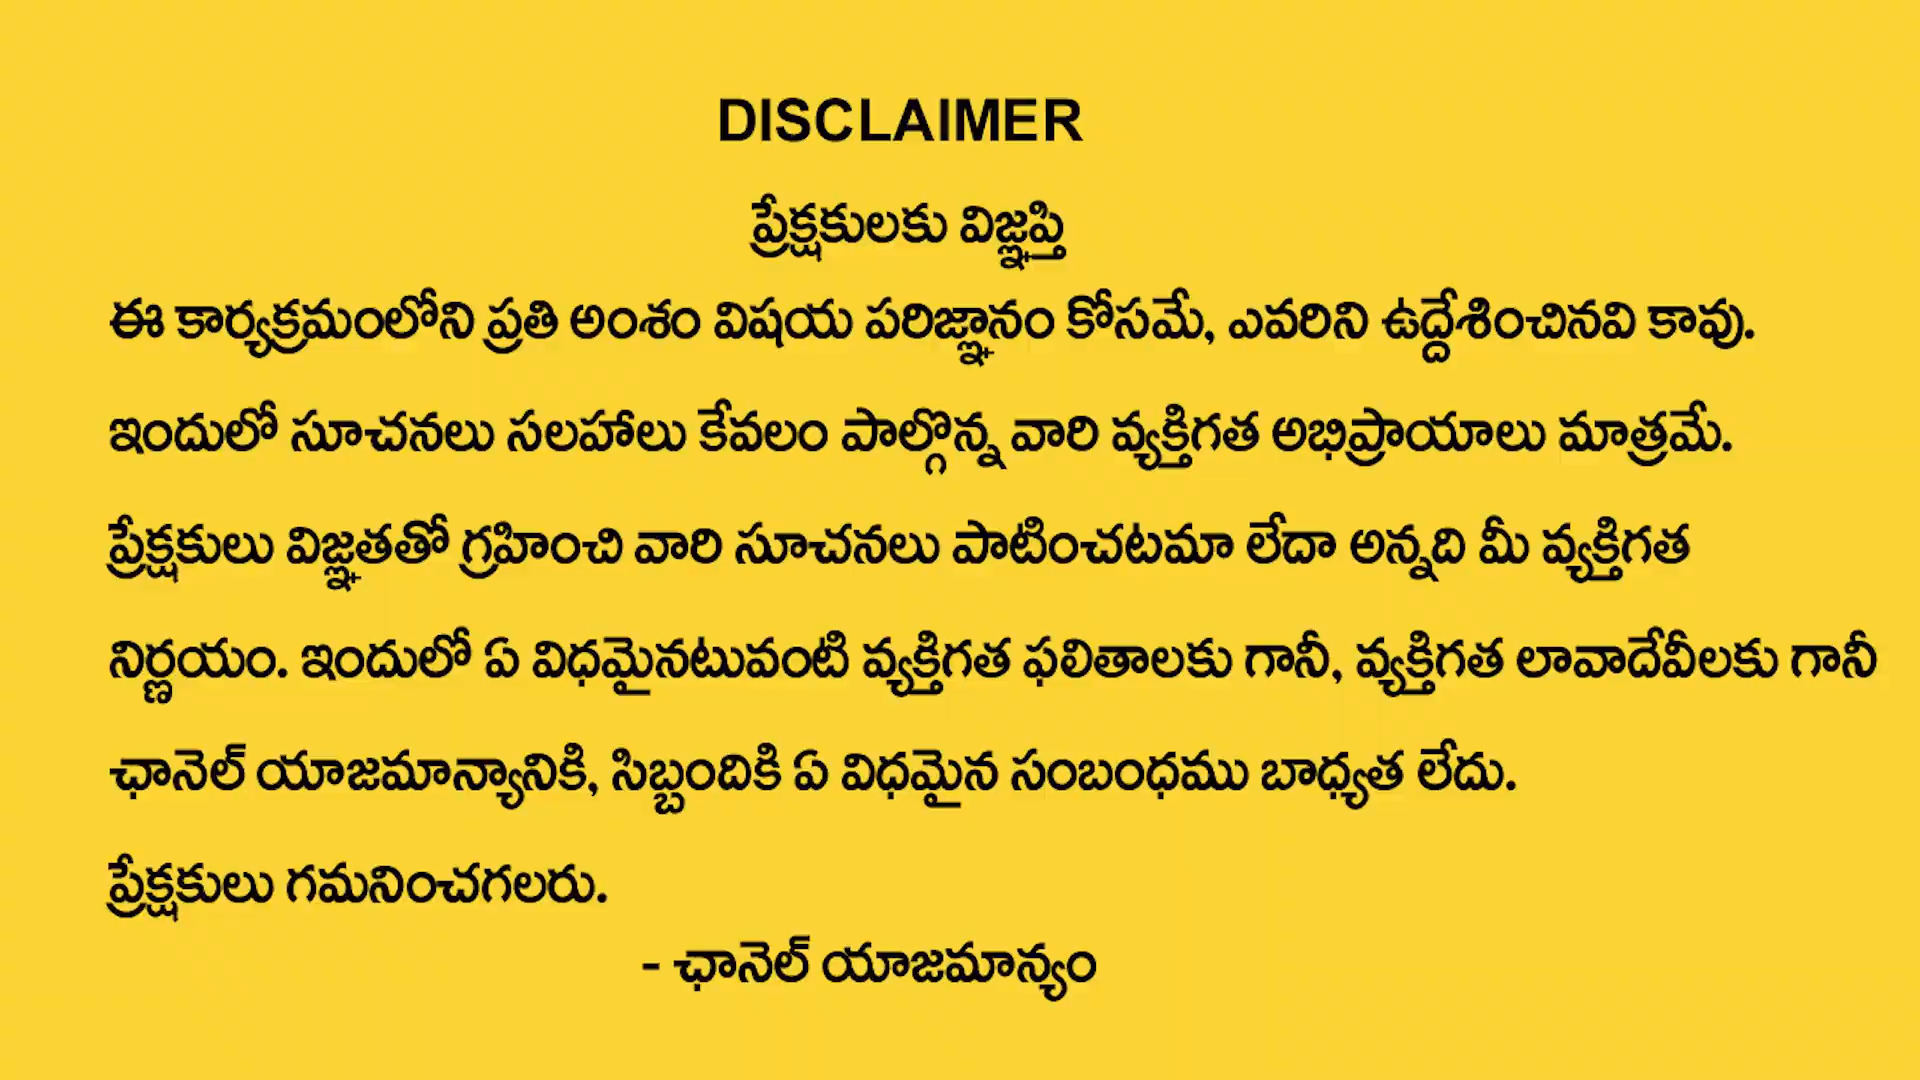 DISCLAIMER
ప్రేక్షకులకు విజ్ఞప్తి
ఈ కార్యక్రమంలోని ప్రతి అంశం విషయ పరిజ్ఞానం కోసమే, ఎవరిని ఉద్దేశించినవి కావు.
ఇందులో సూచనలు సలహాలు కేవలం పాల్గొన్న వారి వ్యక్తిగత అభిప్రాయాలు మాత్రమే.
ప్రేక్షకులు విజ్ఞతతో గ్రహించి వారి సూచనలు పాటించటమా లేదా అన్నది మీ వ్యక్తిగత
నిర్ణయం. ఇందులో ఏ విధమైనటువంటి వ్యక్తిగత ఫలితాలకు గానీ, వ్యక్తిగత లావాదేవీలకు గానీ
ఛానెల్ యాజమాన్యానికి, సిబ్బందికి ఏ విధమైన సంబంధము బాధ్యత లేదు.
ప్రేక్షకులు గమనించగలరు.
- ఛానెల్ యాజమాన్యం